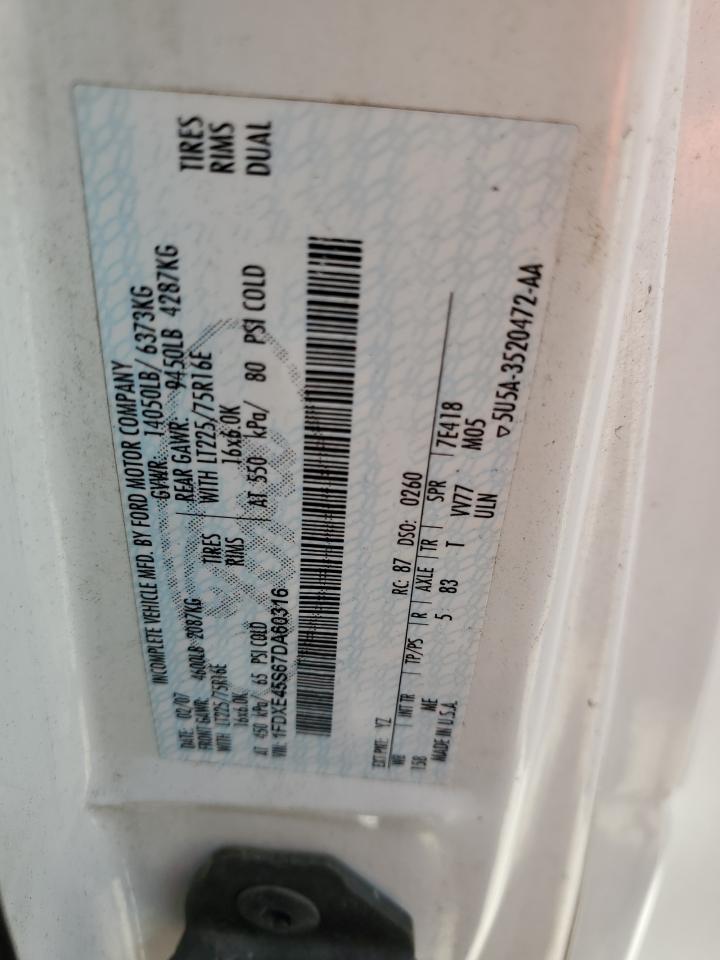 INCOMPLETE VEHICLE MFD. BY FORD MOTOR COMPANY
DATE: 02/07 GVWR: 14050LB/ 6373KG
FRONT GAWR: 4600LB 2087KG REAR GAWR: 9450LB 4287KG
WITH LT225/75R16E TIRES WITH LT225/75R16E TIRES
16x6.0K RIMS 16x6.0K RIMS
AT 450 kPa/ 65 PSI COLD AT 550 kPa/ 80 PSI COLD DUAL
VIN: 1FDXE45S67DA60316
EXT PNT: YZ RC: 87 DSO: 0260
WB INT TR TP/PS R AXLE TR SPR
158 ME 5 83 T VV77 7E418
MADE IN U.S.A. ULN M05
▽5U5A-3520472-AA